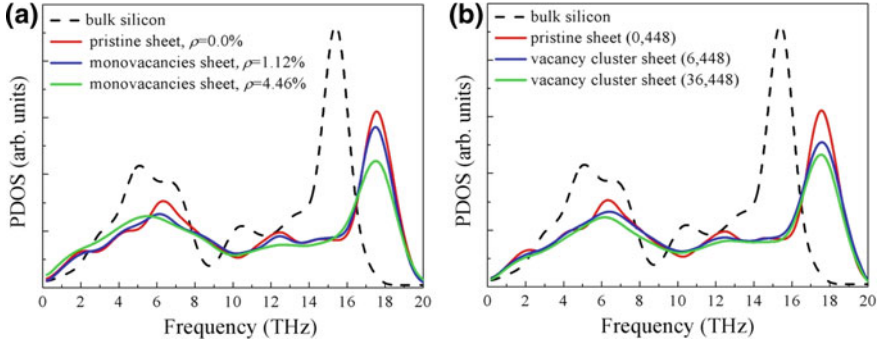 (a)
bulk silicon
pristine sheet, ρ=0.0%
monovacancies sheet, ρ=1.12%
monovacancies sheet, ρ=4.46%
PDOS (arb. units)
0 2 4 6 8 10 12 14 16 18 20
Frequency (THz)
(b)
bulk silicon
pristine sheet (0,448)
vacancy cluster sheet (6,448)
vacancy cluster sheet (36,448)
PDOS (arb. units)
0 2 4 6 8 10 12 14 16 18 20
Frequency (THz)